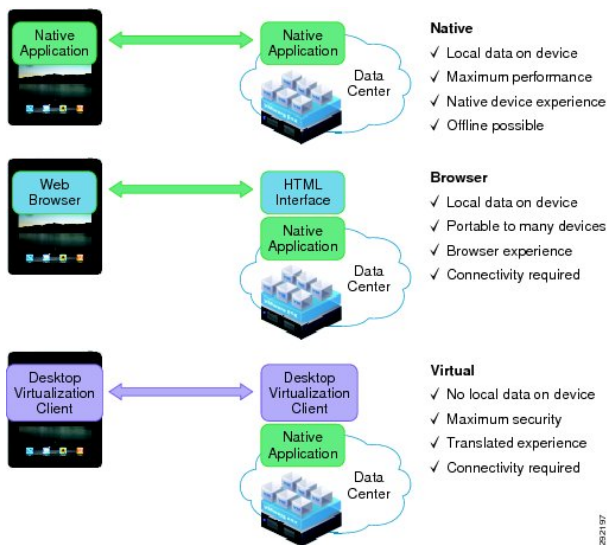 Native
Application
Native
Application
Data
Center
Native
✓ Local data on device
✓ Maximum performance
✓ Native device experience
✓ Offline possible
Web
Browser
HTML
Interface
Native
Application
Data
Center
Browser
✓ Local data on device
✓ Portable to many devices
✓ Browser experience
✓ Connectivity required
Desktop
Virtualization
Client
Desktop
Virtualization
Client
Native
Application
Data
Center
Virtual
✓ No local data on device
✓ Maximum security
✓ Translated experience
✓ Connectivity required
292197